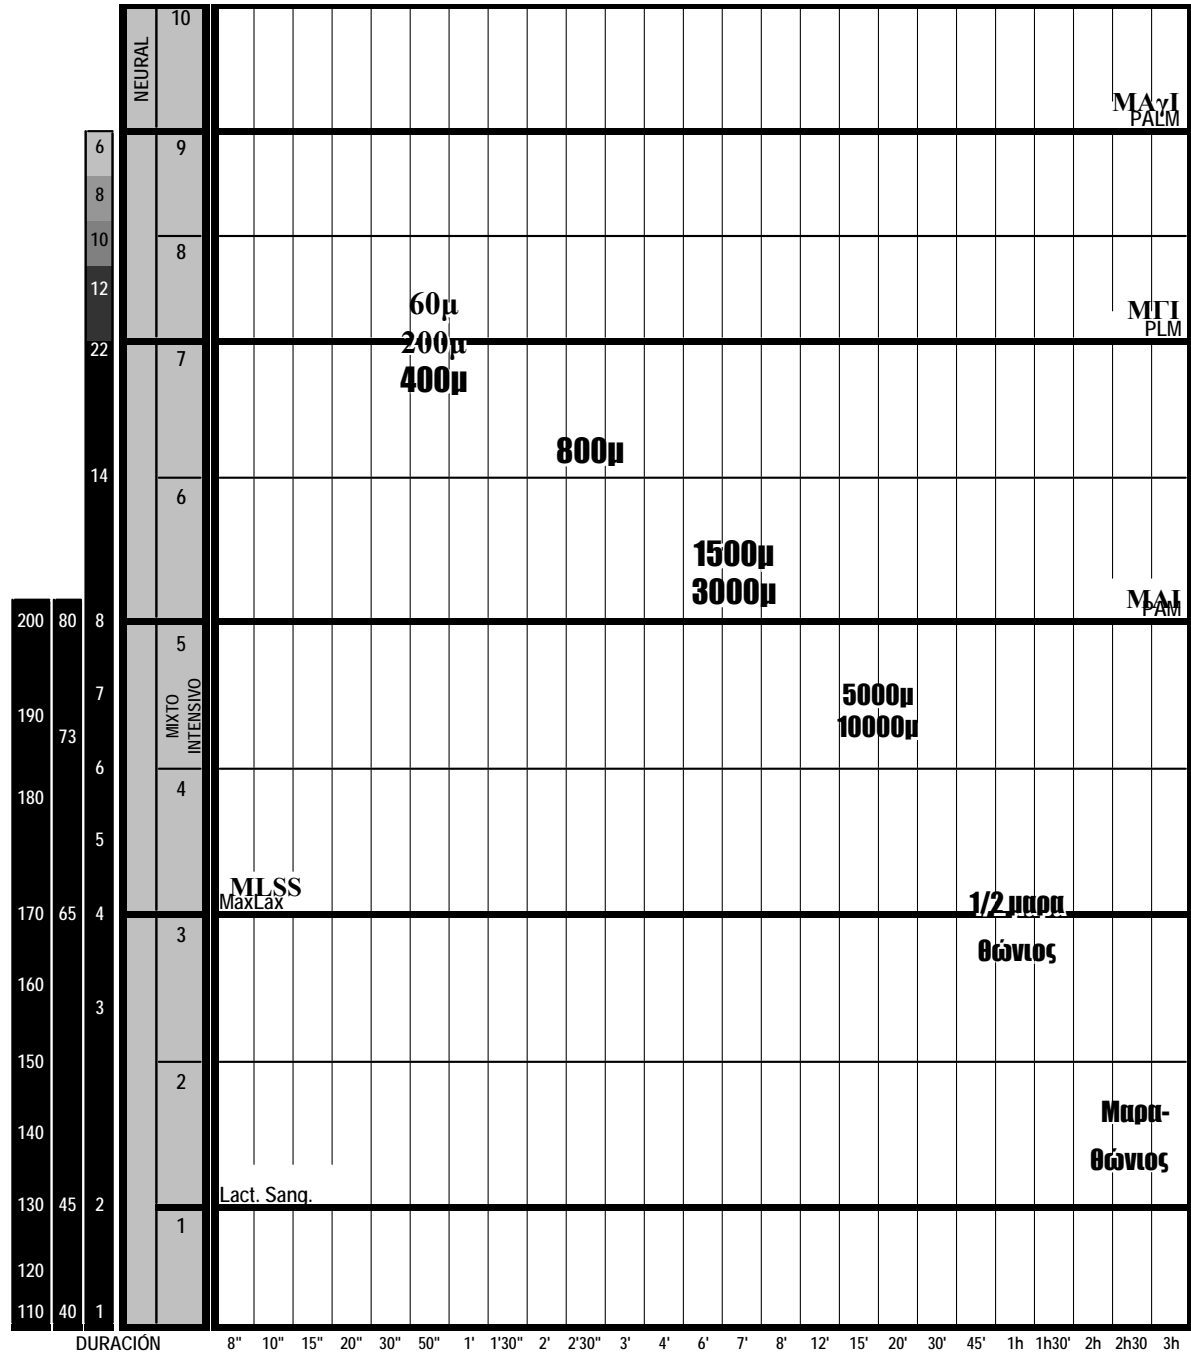 10
NEURAL
ΜΑγΙ
PALM
6
9
8
10
8
12
60μ
ΜΓΙ
PLM
200μ
22
7
400μ
800μ
14
6
1500μ
3000μ
ΜΑΙ
PAM
200 80 8
5
MIXTO
INTENSIVO
7
5000μ
190
10000μ
73
6
4
180
5
MLSS
MaxLax
1/2 μαρα
170 65 4
3
θώνιος
160
3
150
2
Μαρα-
140
θώνιος
Lact. Sang.
130 45 2
1
120
110 40 1
DURACIÓN 8" 10" 15" 20" 30" 50" 1' 1'30" 2' 2'30" 3' 4' 6' 7' 8' 12' 15' 20' 30' 45' 1h 1h30' 2h 2h30 3h